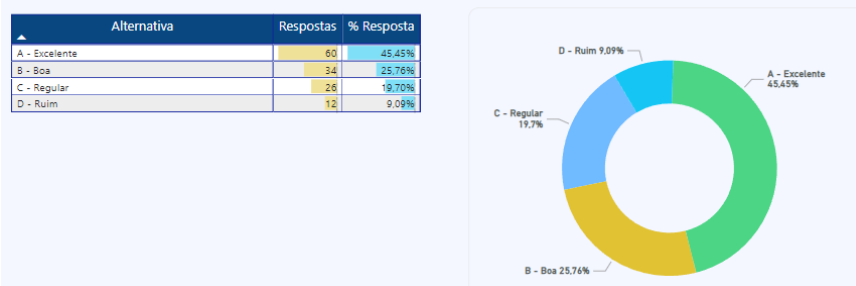 Alternativa Respostas % Resposta
A - Excelente 60 45,45%
B - Boa 34 25,76%
C - Regular 26 19,70%
D - Ruim 12 9,09%
D - Ruim 9,09%
A - Excelente
45,45%
C - Regular
19,7%
B - Boa 25,76%